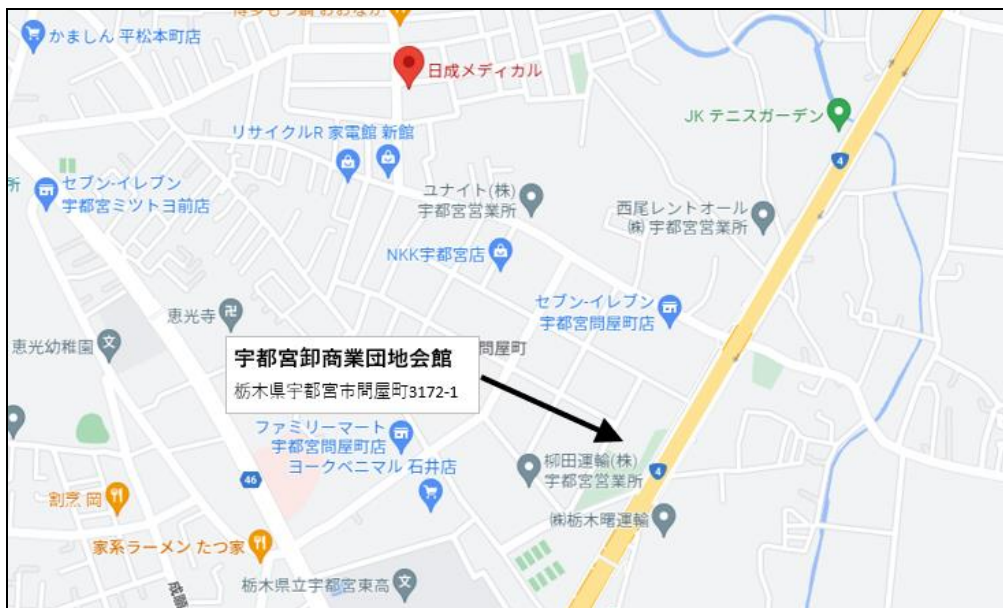 かましん 平松本町店
日成メディカル
JK テニスガーデン
リサイクルR 家電館 新館
4
セブン-イレブン
宇都宮ミツトヨ前店
所
ユナイト(株)
宇都宮営業所
西尾レントオール
㈱ 宇都宮営業所
NKK宇都宮店
セブン-イレブン
宇都宮問屋町店
恵光寺
恵光幼稚園
問屋町
宇都宮卸商業団地会館
栃木県宇都宮市問屋町3172-1
ファミリーマート
宇都宮問屋町店
ヨークベニマル 石井店
46
柳田運輸(株)
宇都宮営業所
4
割烹 岡
㈱栃木曙運輸
家系ラーメン たつ家
栃木県立宇都宮東高
成願